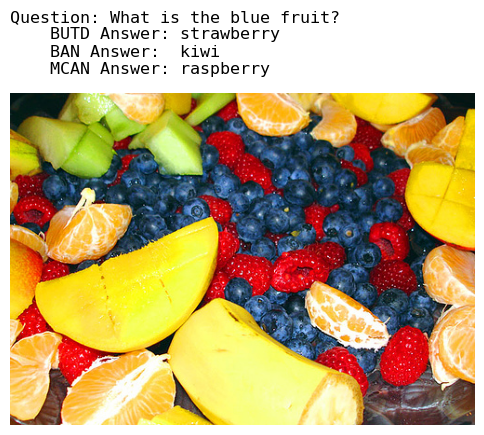 Question: What is the blue fruit?
BUTD Answer: strawberry
BAN Answer: kiwi
MCAN Answer: raspberry